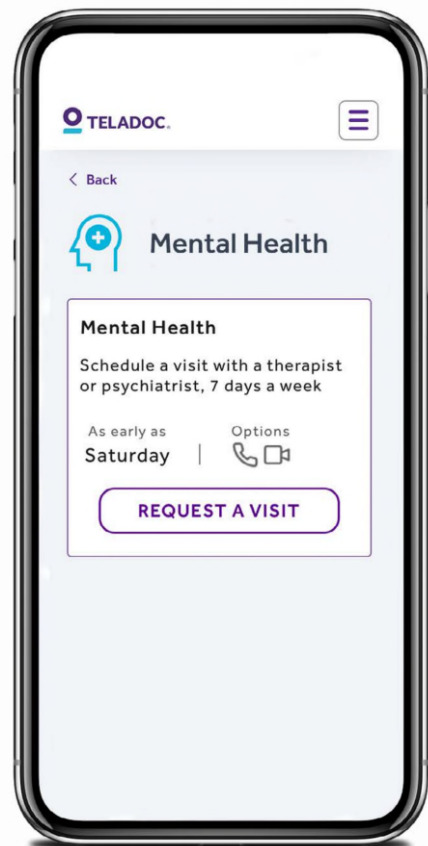 TELADOC.
< Back
Mental Health
Mental Health
Schedule a visit with a therapist
or psychiatrist, 7 days a week
As early as Options
Saturday |
REQUEST A VISIT